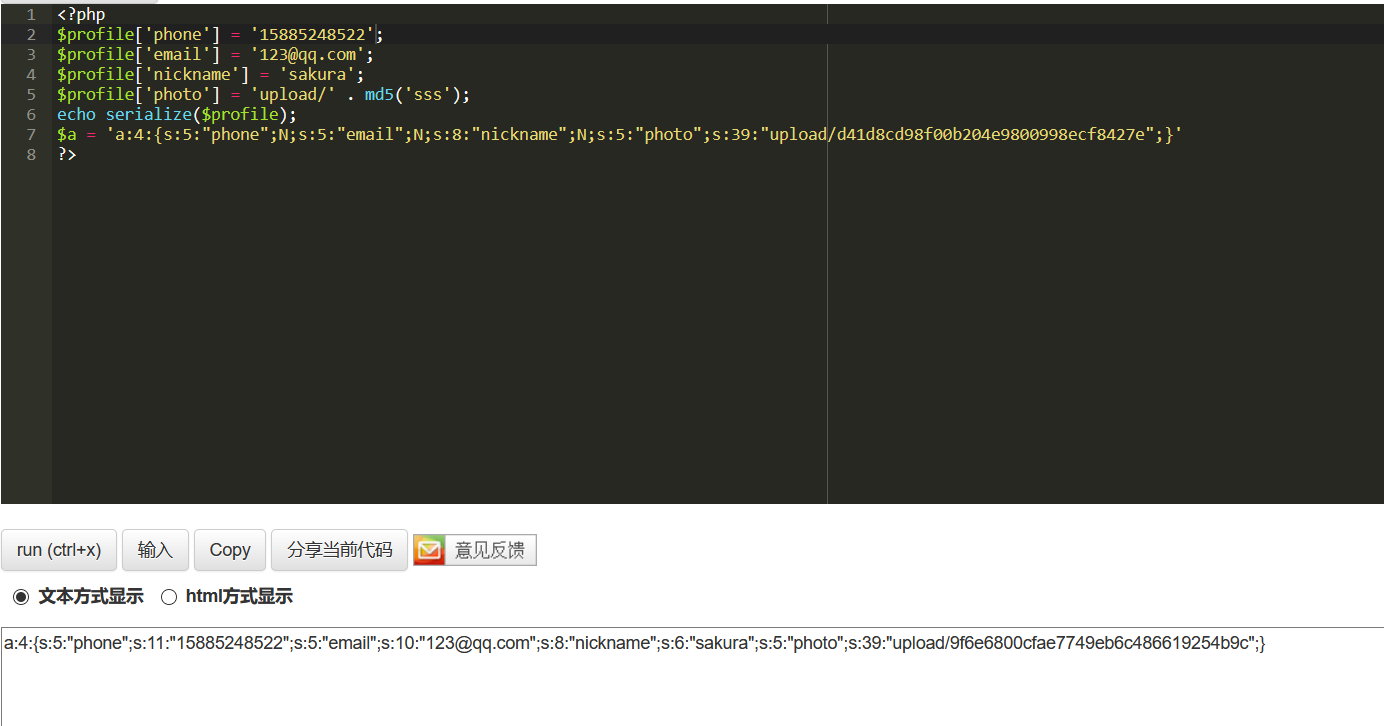 1 <?php
2 $profile['phone'] = '15885248522';
3 $profile['email'] = '123@qq.com';
4 $profile['nickname'] = 'sakura';
5 $profile['photo'] = 'upload/' . md5('sss');
6 echo serialize($profile);
7 $a = 'a:4:{s:5:"phone";N;s:5:"email";N;s:8:"nickname";N;s:5:"photo";s:39:"upload/d41d8cd98f00b204e9800998ecf8427e";}'
8 ?>
run (ctrl+x) 输入 Copy 分享当前代码 意见反馈
文本方式显示 html方式显示
a:4:{s:5:"phone";s:11:"15885248522";s:5:"email";s:10:"123@qq.com";s:8:"nickname";s:6:"sakura";s:5:"photo";s:39:"upload/9f6e6800cfae7749eb6c486619254b9c";}